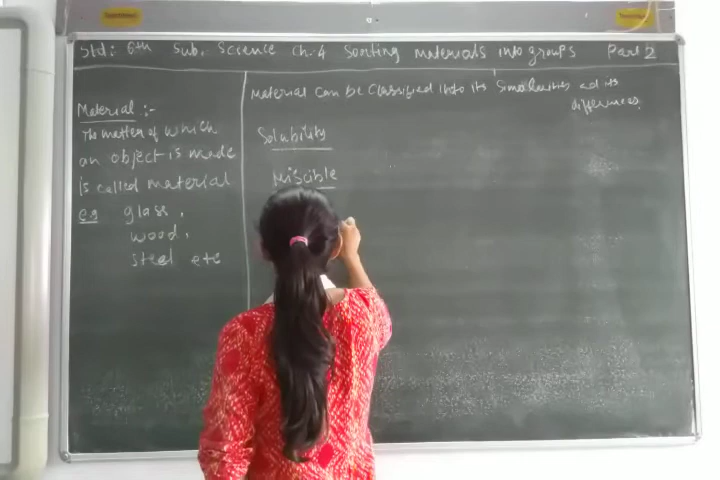 Std: 6th Sub. Science Ch-4 Sorting materials into groups Part 2
Material :-
The matter of which
an object is made
is called material
eg glass,
wood,
steel etc
Material can be classified into its similarities ad its
differences.
Solubility
Miscible